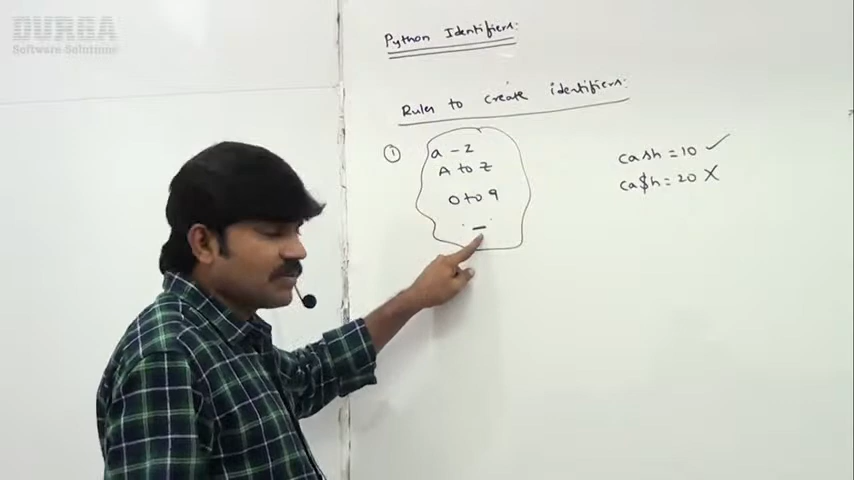 DURGA
Software Solutions
Python Identifiers:
Rules to create identifiers:
① a - z
A to Z
0 to 9
_
cash = 10 ✓
ca$h = 20 X